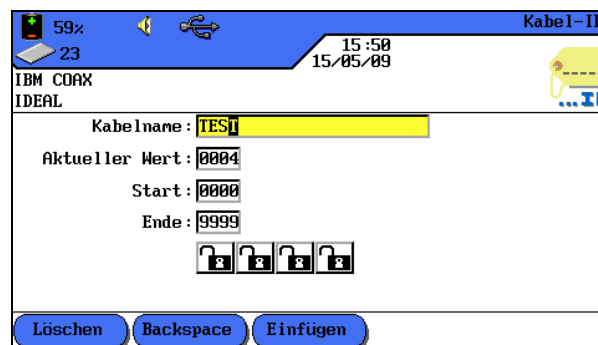 59%
Kabel-I
23
15:50
15/05/09
IBM COAX
IDEAL
...I
Kabelname: TEST
Aktueller Wert: 0004
Start: 0000
Ende: 9999
Löschen Backspace Einfügen